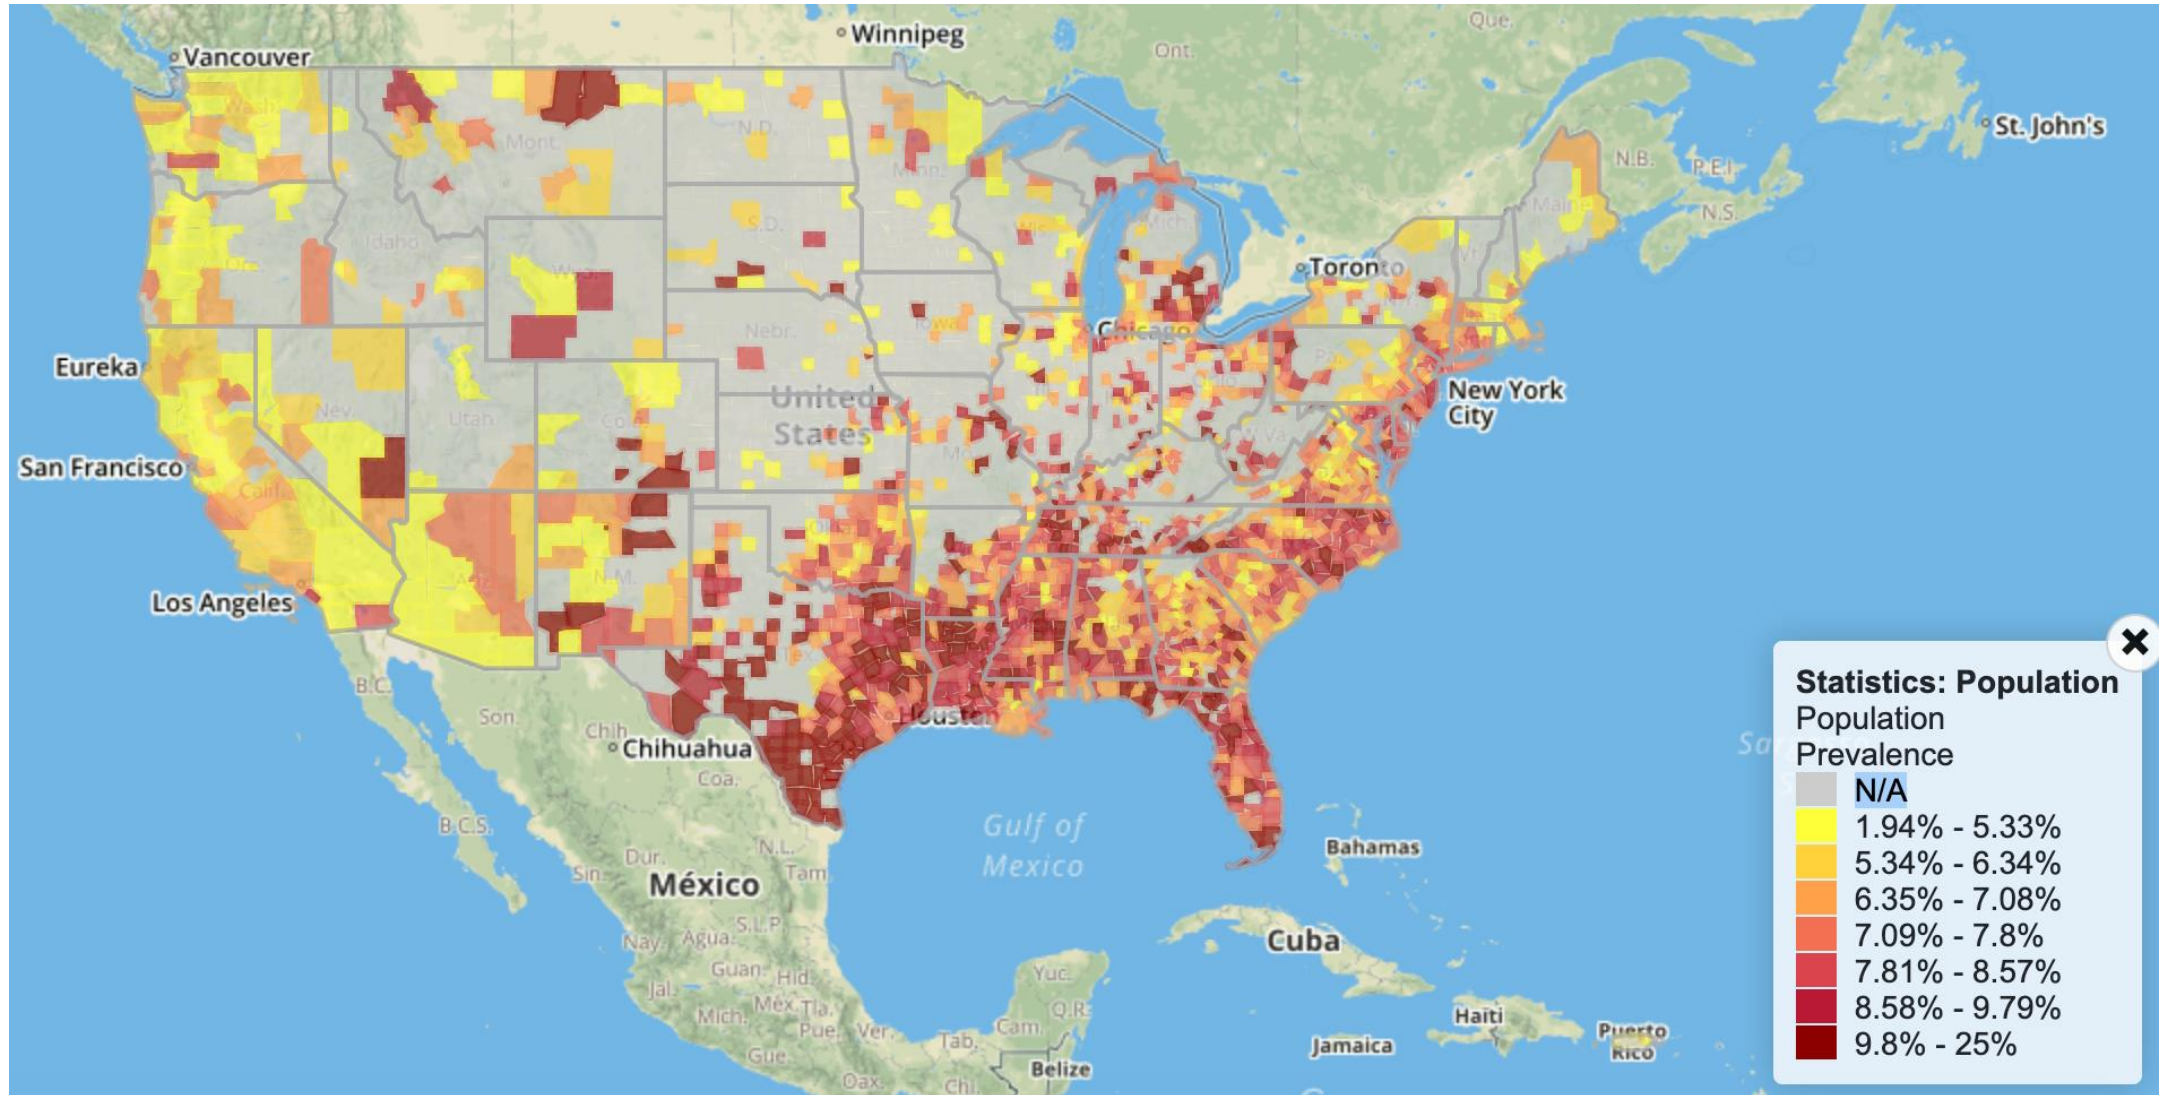 Winnipeg
Que.
Ont.
Vancouver
St. John's
Wash.
N.D.
Mont.
N.B.
P.E.I.
Minn.
N.S.
Maine
S.D.
Wis.
Mich.
Idaho
Vt.
Ore.
Wyo.
Toronto
N.Y.
Nebr.
Iowa
Chicago
Eureka
Pa.
Ohio
New York
City
United
States
Nev.
Utah
Colo.
W.Va.
Mo.
San Francisco
Calif.
Okla.
Ariz.
N.M.
Los Angeles
Tex.
B.C.
Son.
Houston
Chih.
Chihuahua
Coa.
B.C.S.
Gulf of
Mexico
N.L.
Dur.
Sin.
Tam.
México
Bahamas
S.L.P.
Nay.
Agua.
Cuba
Guan.
Hid.
Yuc.
Jal.
Méx.
Tla.
Mich.
Q.R.
Pue.
Ver.
Cam.
Haiti
Puerto
Rico
Tab.
Gue.
Jamaica
Belize
Oax.
Chi.
Statistics: Population
Population
Prevalence
N/A
1.94% - 5.33%
5.34% - 6.34%
6.35% - 7.08%
7.09% - 7.8%
7.81% - 8.57%
8.58% - 9.79%
9.8% - 25%